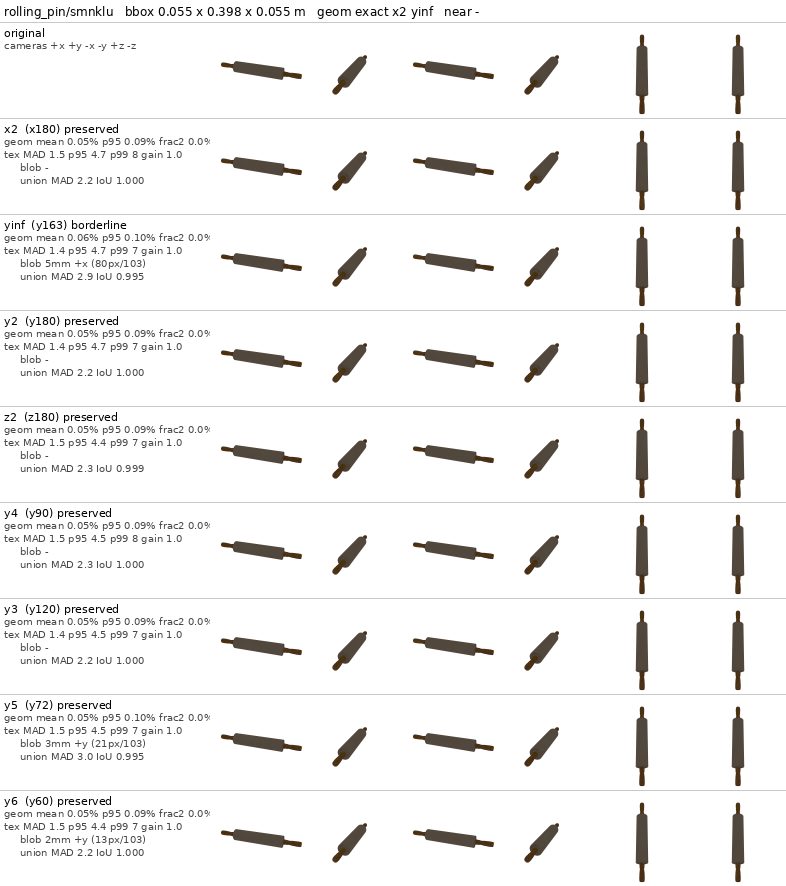 rolling_pin/smnklu bbox 0.055 x 0.398 x 0.055 m geom exact x2 yinf near -
original
cameras +x +y -x -y +z -z
x2 (x180) preserved
geom mean 0.05% p95 0.09% frac2 0.0%
tex MAD 1.5 p95 4.7 p99 8 gain 1.0
blob -
union MAD 2.2 IoU 1.000
yinf (y163) borderline
geom mean 0.06% p95 0.10% frac2 0.0%
tex MAD 1.4 p95 4.7 p99 7 gain 1.0
blob 5mm +x (80px/103)
union MAD 2.9 IoU 0.995
y2 (y180) preserved
geom mean 0.05% p95 0.09% frac2 0.0%
tex MAD 1.4 p95 4.7 p99 7 gain 1.0
blob -
union MAD 2.2 IoU 1.000
z2 (z180) preserved
geom mean 0.05% p95 0.09% frac2 0.0%
tex MAD 1.5 p95 4.4 p99 7 gain 1.0
blob -
union MAD 2.3 IoU 0.999
y4 (y90) preserved
geom mean 0.05% p95 0.09% frac2 0.0%
tex MAD 1.5 p95 4.5 p99 8 gain 1.0
blob -
union MAD 2.3 IoU 1.000
y3 (y120) preserved
geom mean 0.05% p95 0.09% frac2 0.0%
tex MAD 1.4 p95 4.5 p99 7 gain 1.0
blob -
union MAD 2.2 IoU 1.000
y5 (y72) preserved
geom mean 0.05% p95 0.10% frac2 0.0%
tex MAD 1.5 p95 4.5 p99 7 gain 1.0
blob 3mm +y (21px/103)
union MAD 3.0 IoU 0.995
y6 (y60) preserved
geom mean 0.05% p95 0.09% frac2 0.0%
tex MAD 1.5 p95 4.4 p99 7 gain 1.0
blob 2mm +y (13px/103)
union MAD 2.2 IoU 1.000